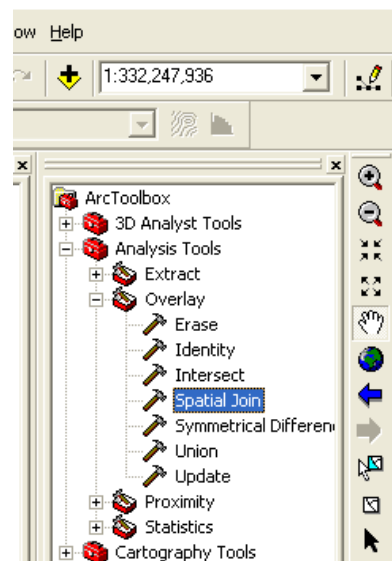 ow Help
1:332,247,936
ArcToolbox
3D Analyst Tools
Analysis Tools
Extract
Overlay
Erase
Identity
Intersect
Spatial Join
Symmetrical Differen
Union
Update
Proximity
Statistics
Cartography Tools